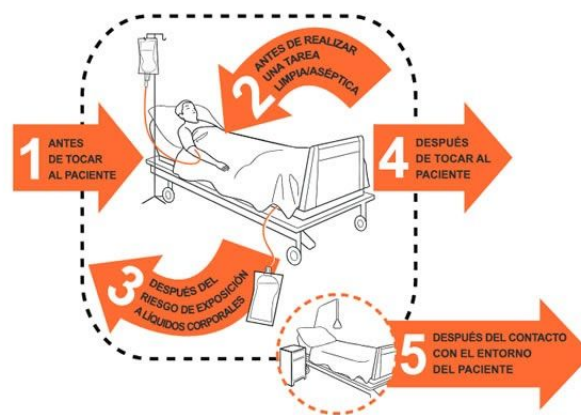 1 ANTES
DE TOCAR
AL PACIENTE
2 ANTES DE REALIZAR
UNA TAREA
LIMPIA/ASÉPTICA
3 DESPUÉS DEL
RIESGO DE EXPOSICIÓN
A LÍQUIDOS CORPORALES
4 DESPUÉS
DE TOCAR AL
PACIENTE
5 DESPUÉS DEL CONTACTO
CON EL ENTORNO
DEL PACIENTE